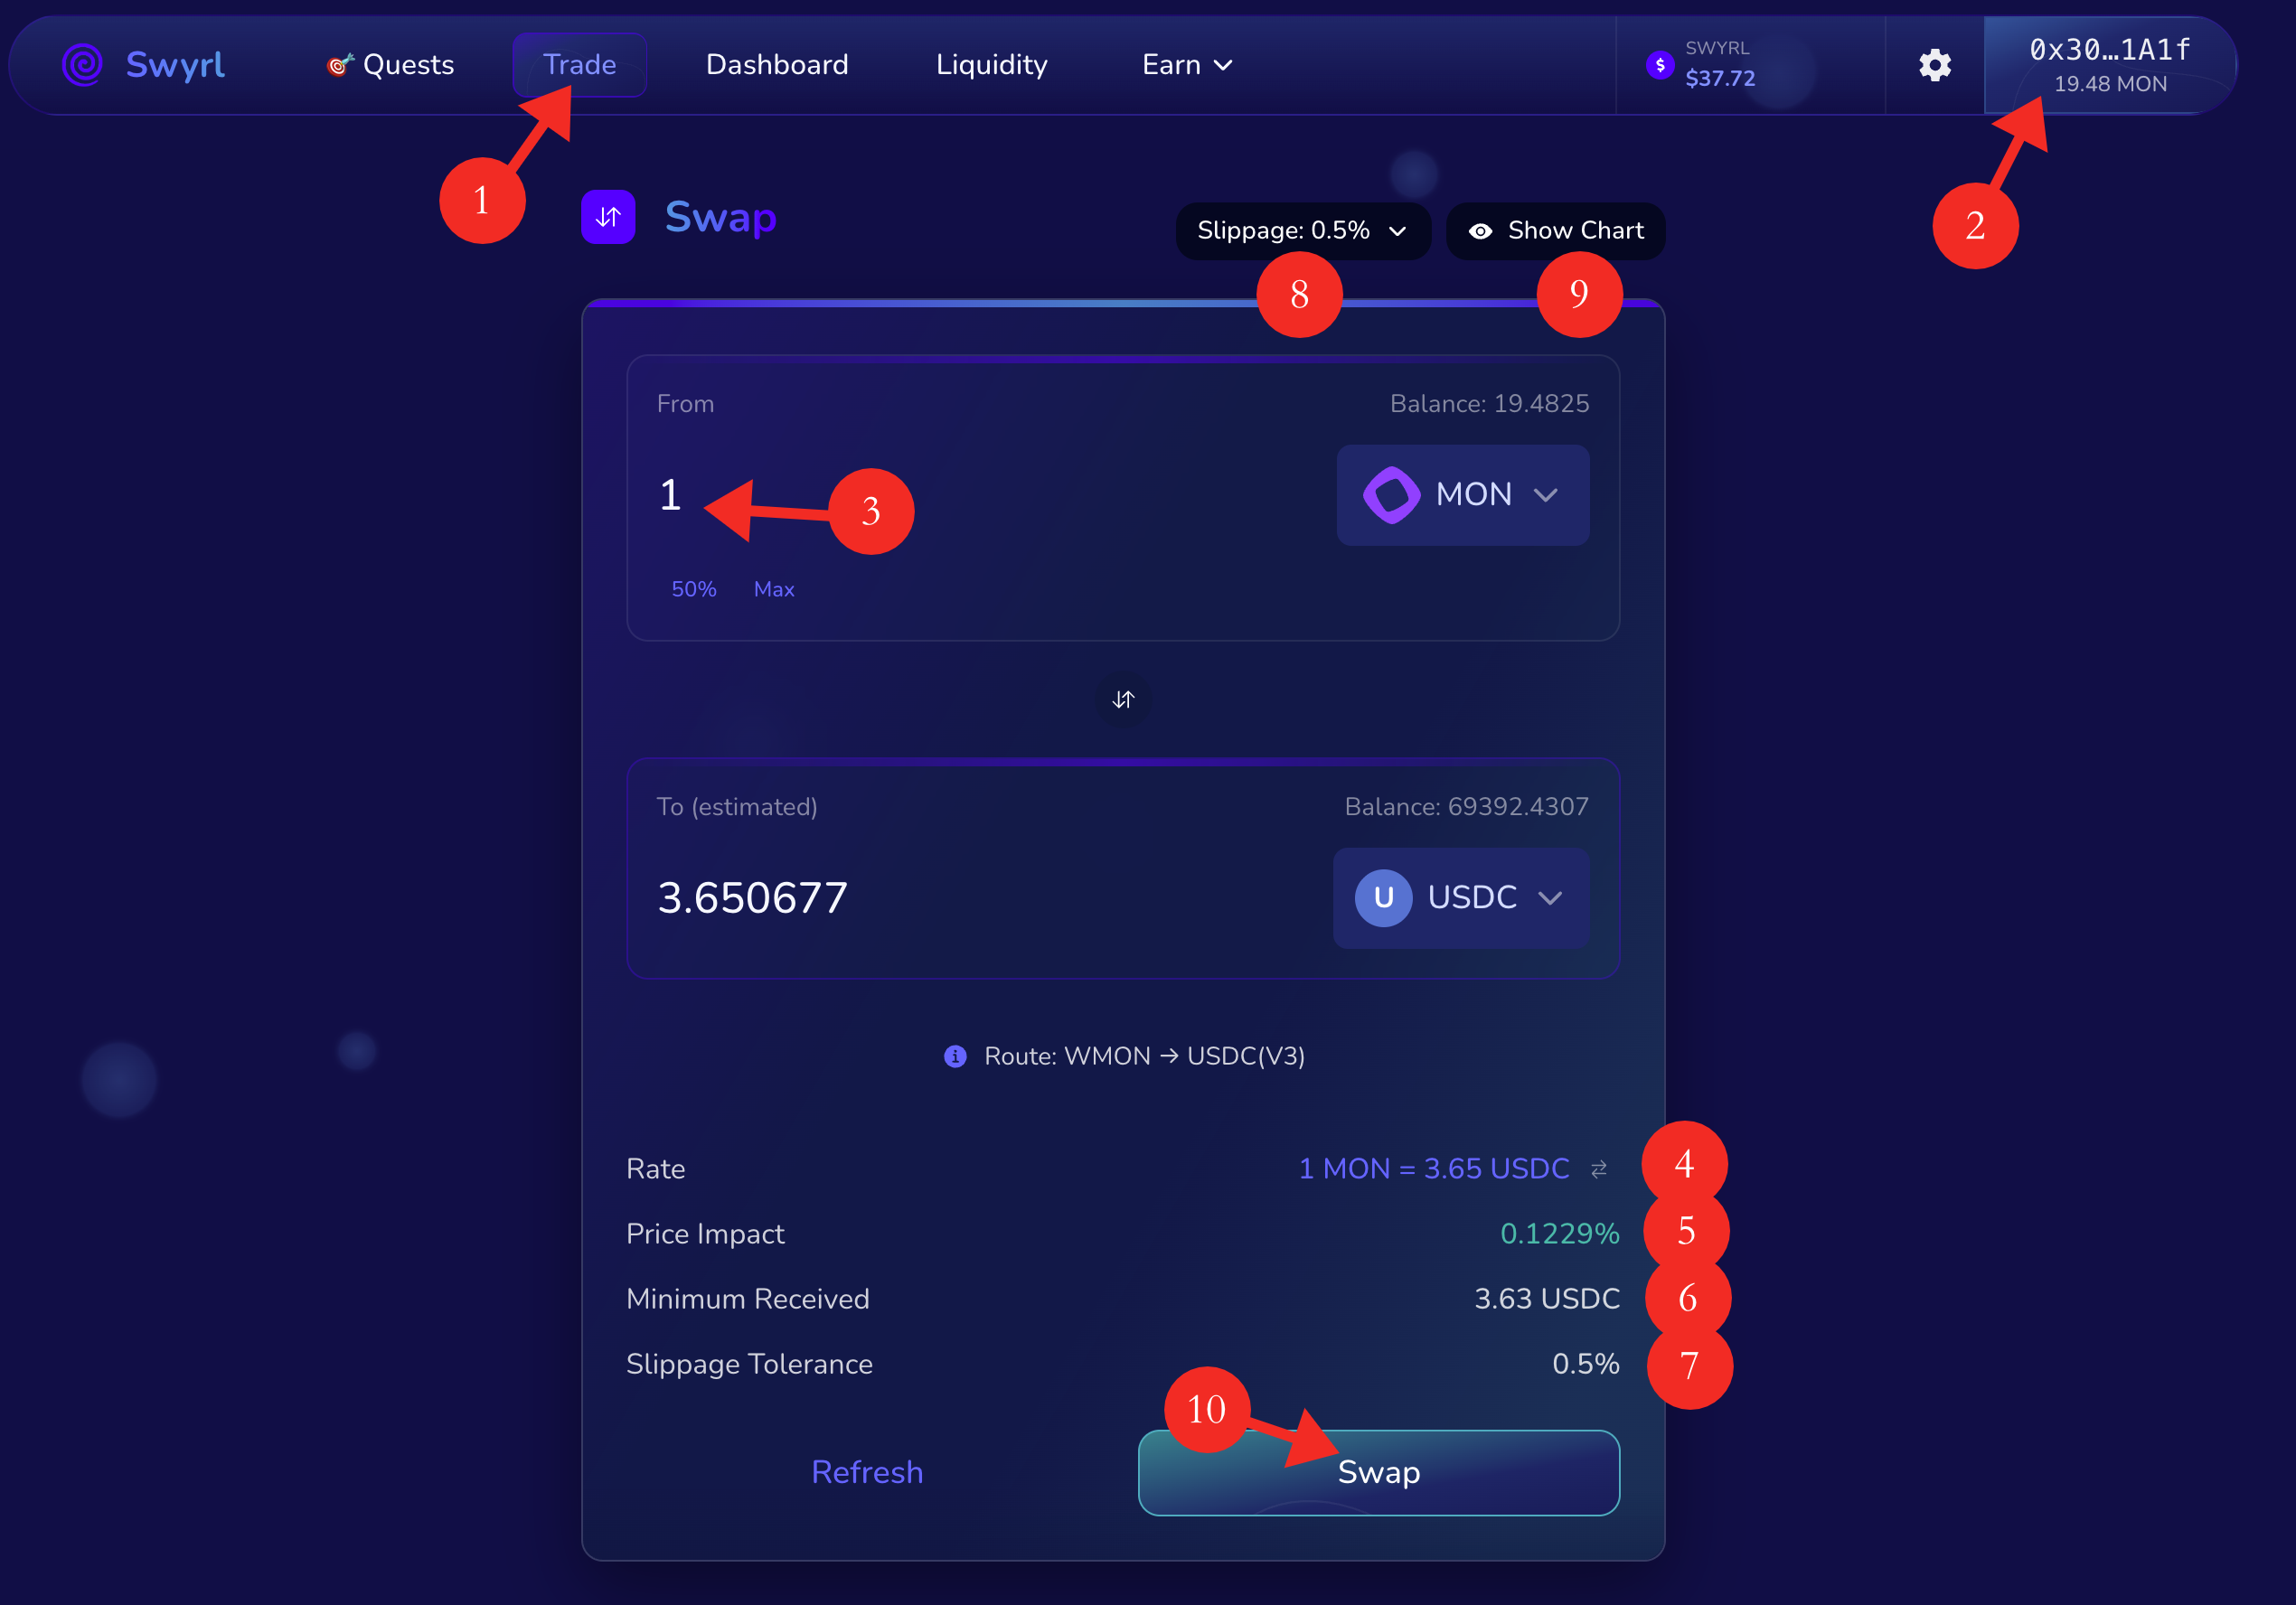 Swyrl
Quests
Trade
Dashboard
Liquidity
Earn
$
SWYRL
$37.72
0x30…1A1f
19.48 MON
1
2
Swap
Slippage: 0.5%
Show Chart
8
9
From
Balance: 19.4825
1
3
MON
50%
Max
To (estimated)
Balance: 69392.4307
3.650677
U
USDC
i
Route: WMON → USDC(V3)
Rate
1 MON = 3.65 USDC
4
Price Impact
0.1229%
5
Minimum Received
3.63 USDC
6
Slippage Tolerance
0.5%
7
10
Refresh
Swap